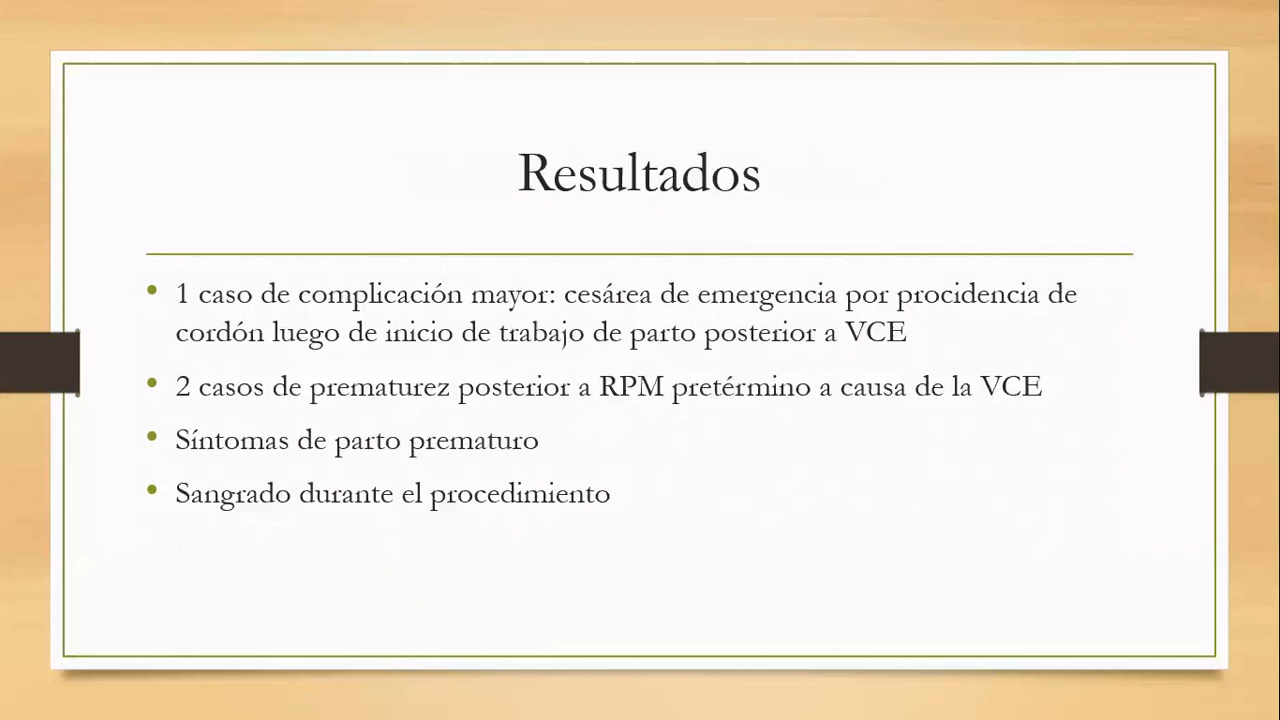 Resultados
• 1 caso de complicación mayor: cesárea de emergencia por procidencia de
cordón luego de inicio de trabajo de parto posterior a VCE
• 2 casos de prematurez posterior a RPM pretérmino a causa de la VCE
• Síntomas de parto prematuro
• Sangrado durante el procedimiento